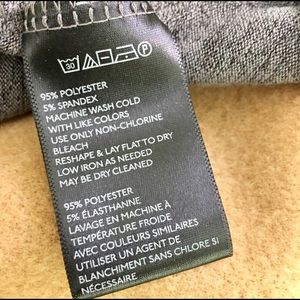 95% POLYESTER
5% SPANDEX
MACHINE WASH COLD
WITH LIKE COLORS
USE ONLY NON-CHLORINE
BLEACH
RESHAPE & LAY FLAT TO DRY
LOW IRON AS NEEDED
MAY BE DRY CLEANED
95% POLYESTER
5% ÉLASTHANNE
LAVAGE EN MACHINE À
TEMPÉRATURE FROIDE
AVEC COULEURS SIMILAIRES
UTILISER UN AGENT DE
BLANCHIMENT SANS CHLORE SI
NÉCESSAIRE